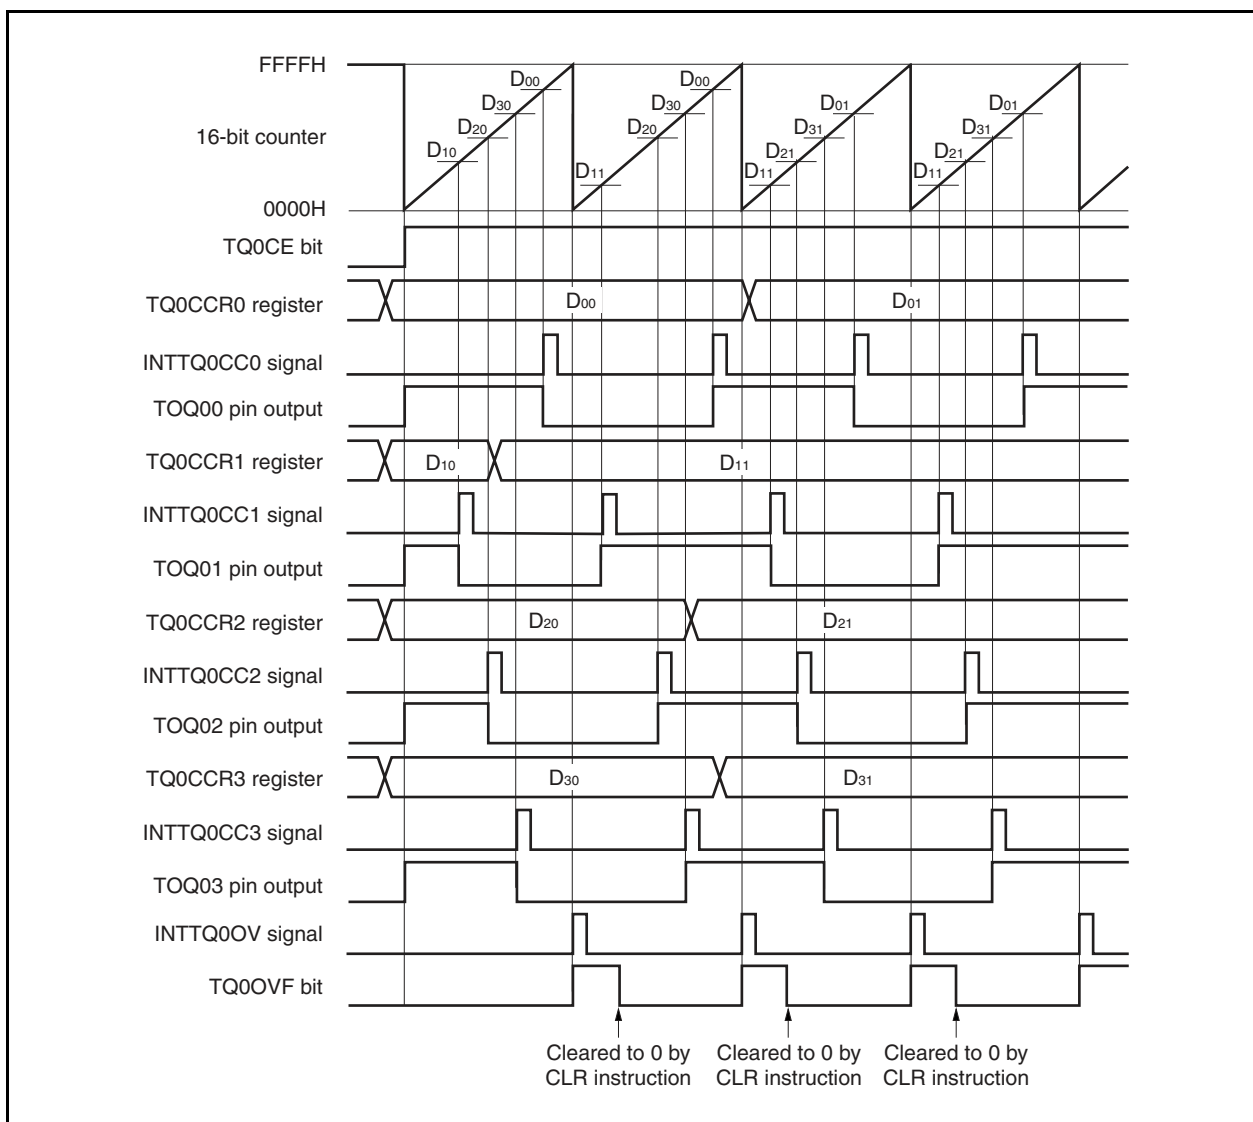 FFFFH
D00
D00
D30
D30
D01
D01
16-bit counter
D20
D20
D31
D31
D10
D21
D21
D11
D11
D11
0000H
TQ0CE bit
TQ0CCR0 register
D00
D01
INTTQ0CC0 signal
TOQ00 pin output
TQ0CCR1 register
D10
D11
INTTQ0CC1 signal
TOQ01 pin output
TQ0CCR2 register
D20
D21
INTTQ0CC2 signal
TOQ02 pin output
TQ0CCR3 register
D30
D31
INTTQ0CC3 signal
TOQ03 pin output
INTTQ0OV signal
TQ0OVF bit
Cleared to 0 by
CLR instruction
Cleared to 0 by
CLR instruction
Cleared to 0 by
CLR instruction